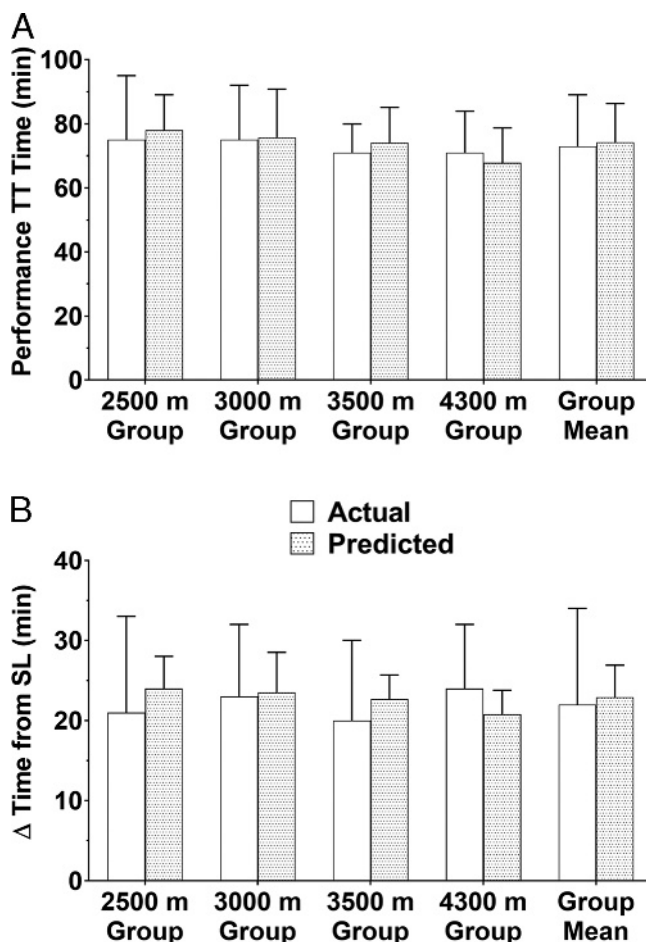 A
Performance TT Time (min)
100
80
60
40
20
0
2500 m 3000 m 3500 m 4300 m Group
Group Group Group Group Mean
B
Actual
Predicted
Δ Time from SL (min)
40
30
20
10
0
2500 m 3000 m 3500 m 4300 m Group
Group Group Group Group Mean